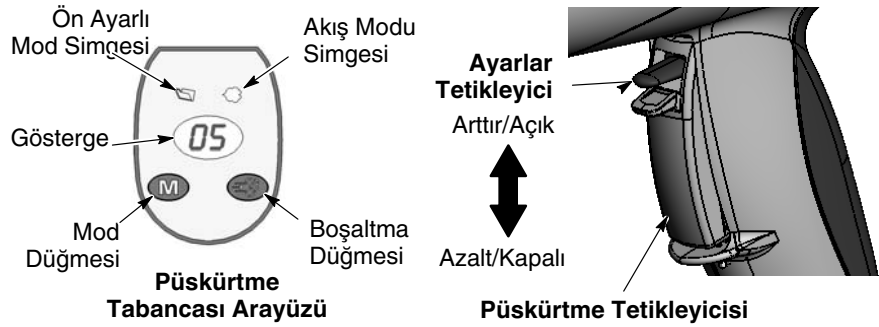 Ön Ayarlı
Mod Simgesi
Akış Modu
Simgesi
Gösterge
05
M
Mod
Düğmesi
Boşaltma
Düğmesi
Püskürtme
Tabancası Arayüzü
Ayarlar
Tetikleyici
Arttır/Açık
Azalt/Kapalı
Püskürtme Tetikleyicisi